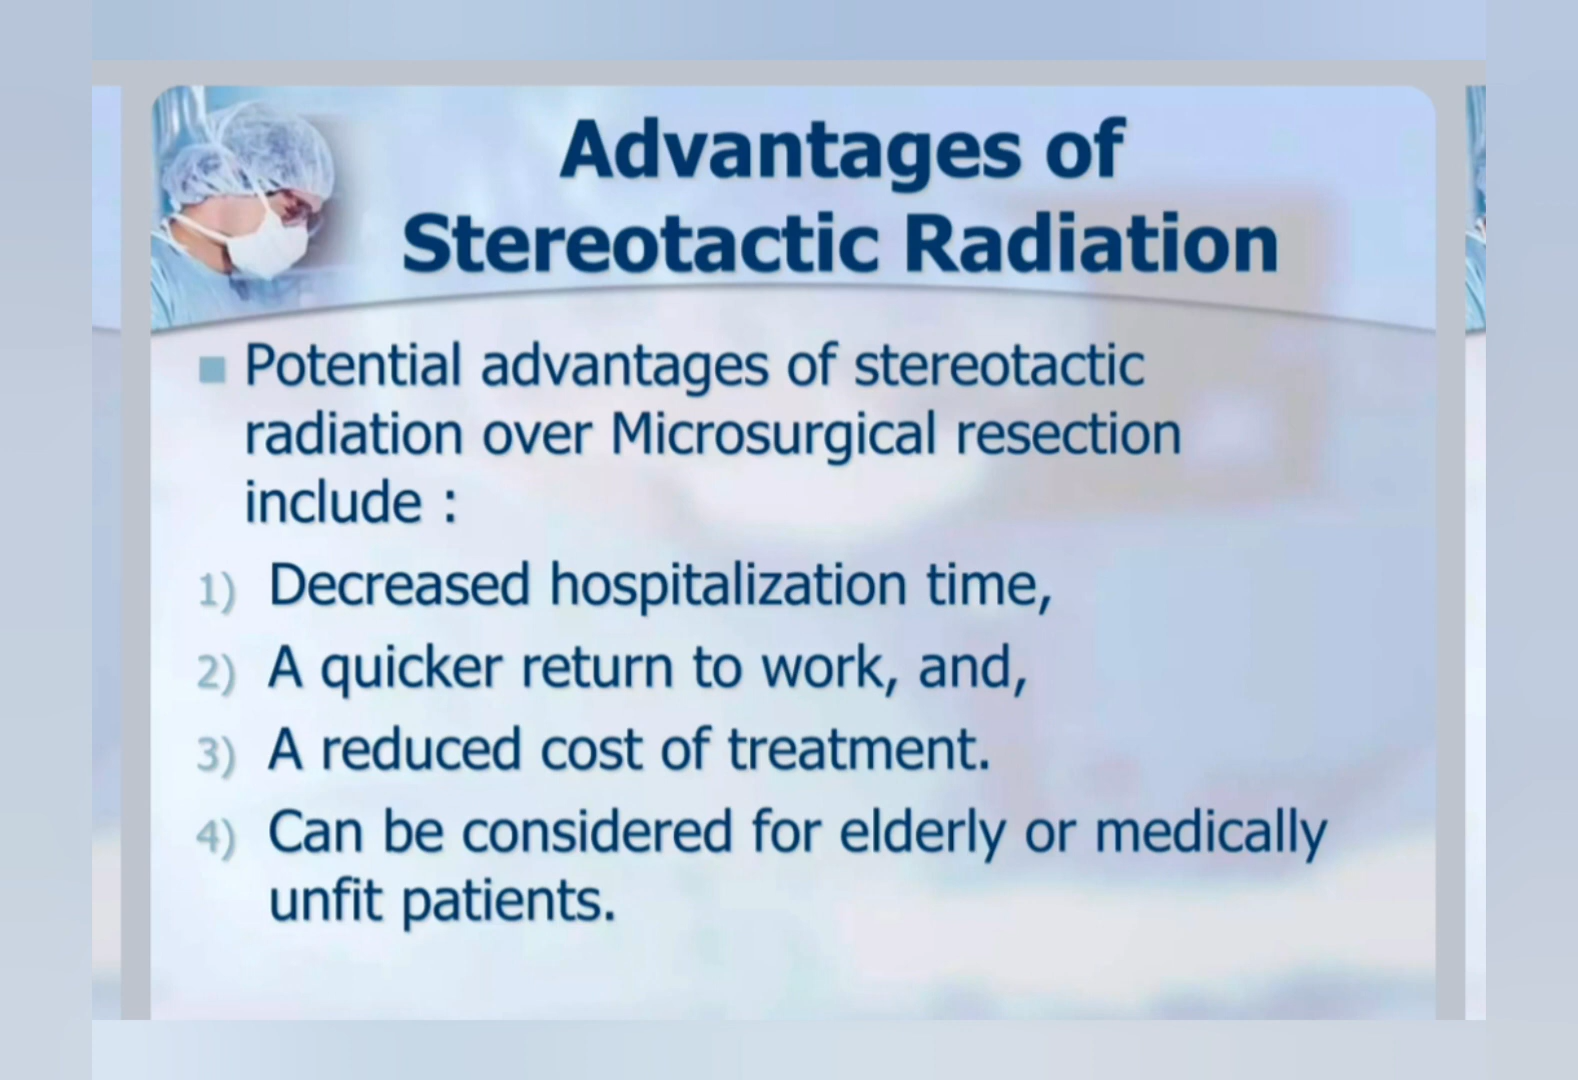 Advantages of
Stereotactic Radiation
Potential advantages of stereotactic
radiation over Microsurgical resection
include :
1) Decreased hospitalization time,
2) A quicker return to work, and,
3) A reduced cost of treatment.
4) Can be considered for elderly or medically
unfit patients.